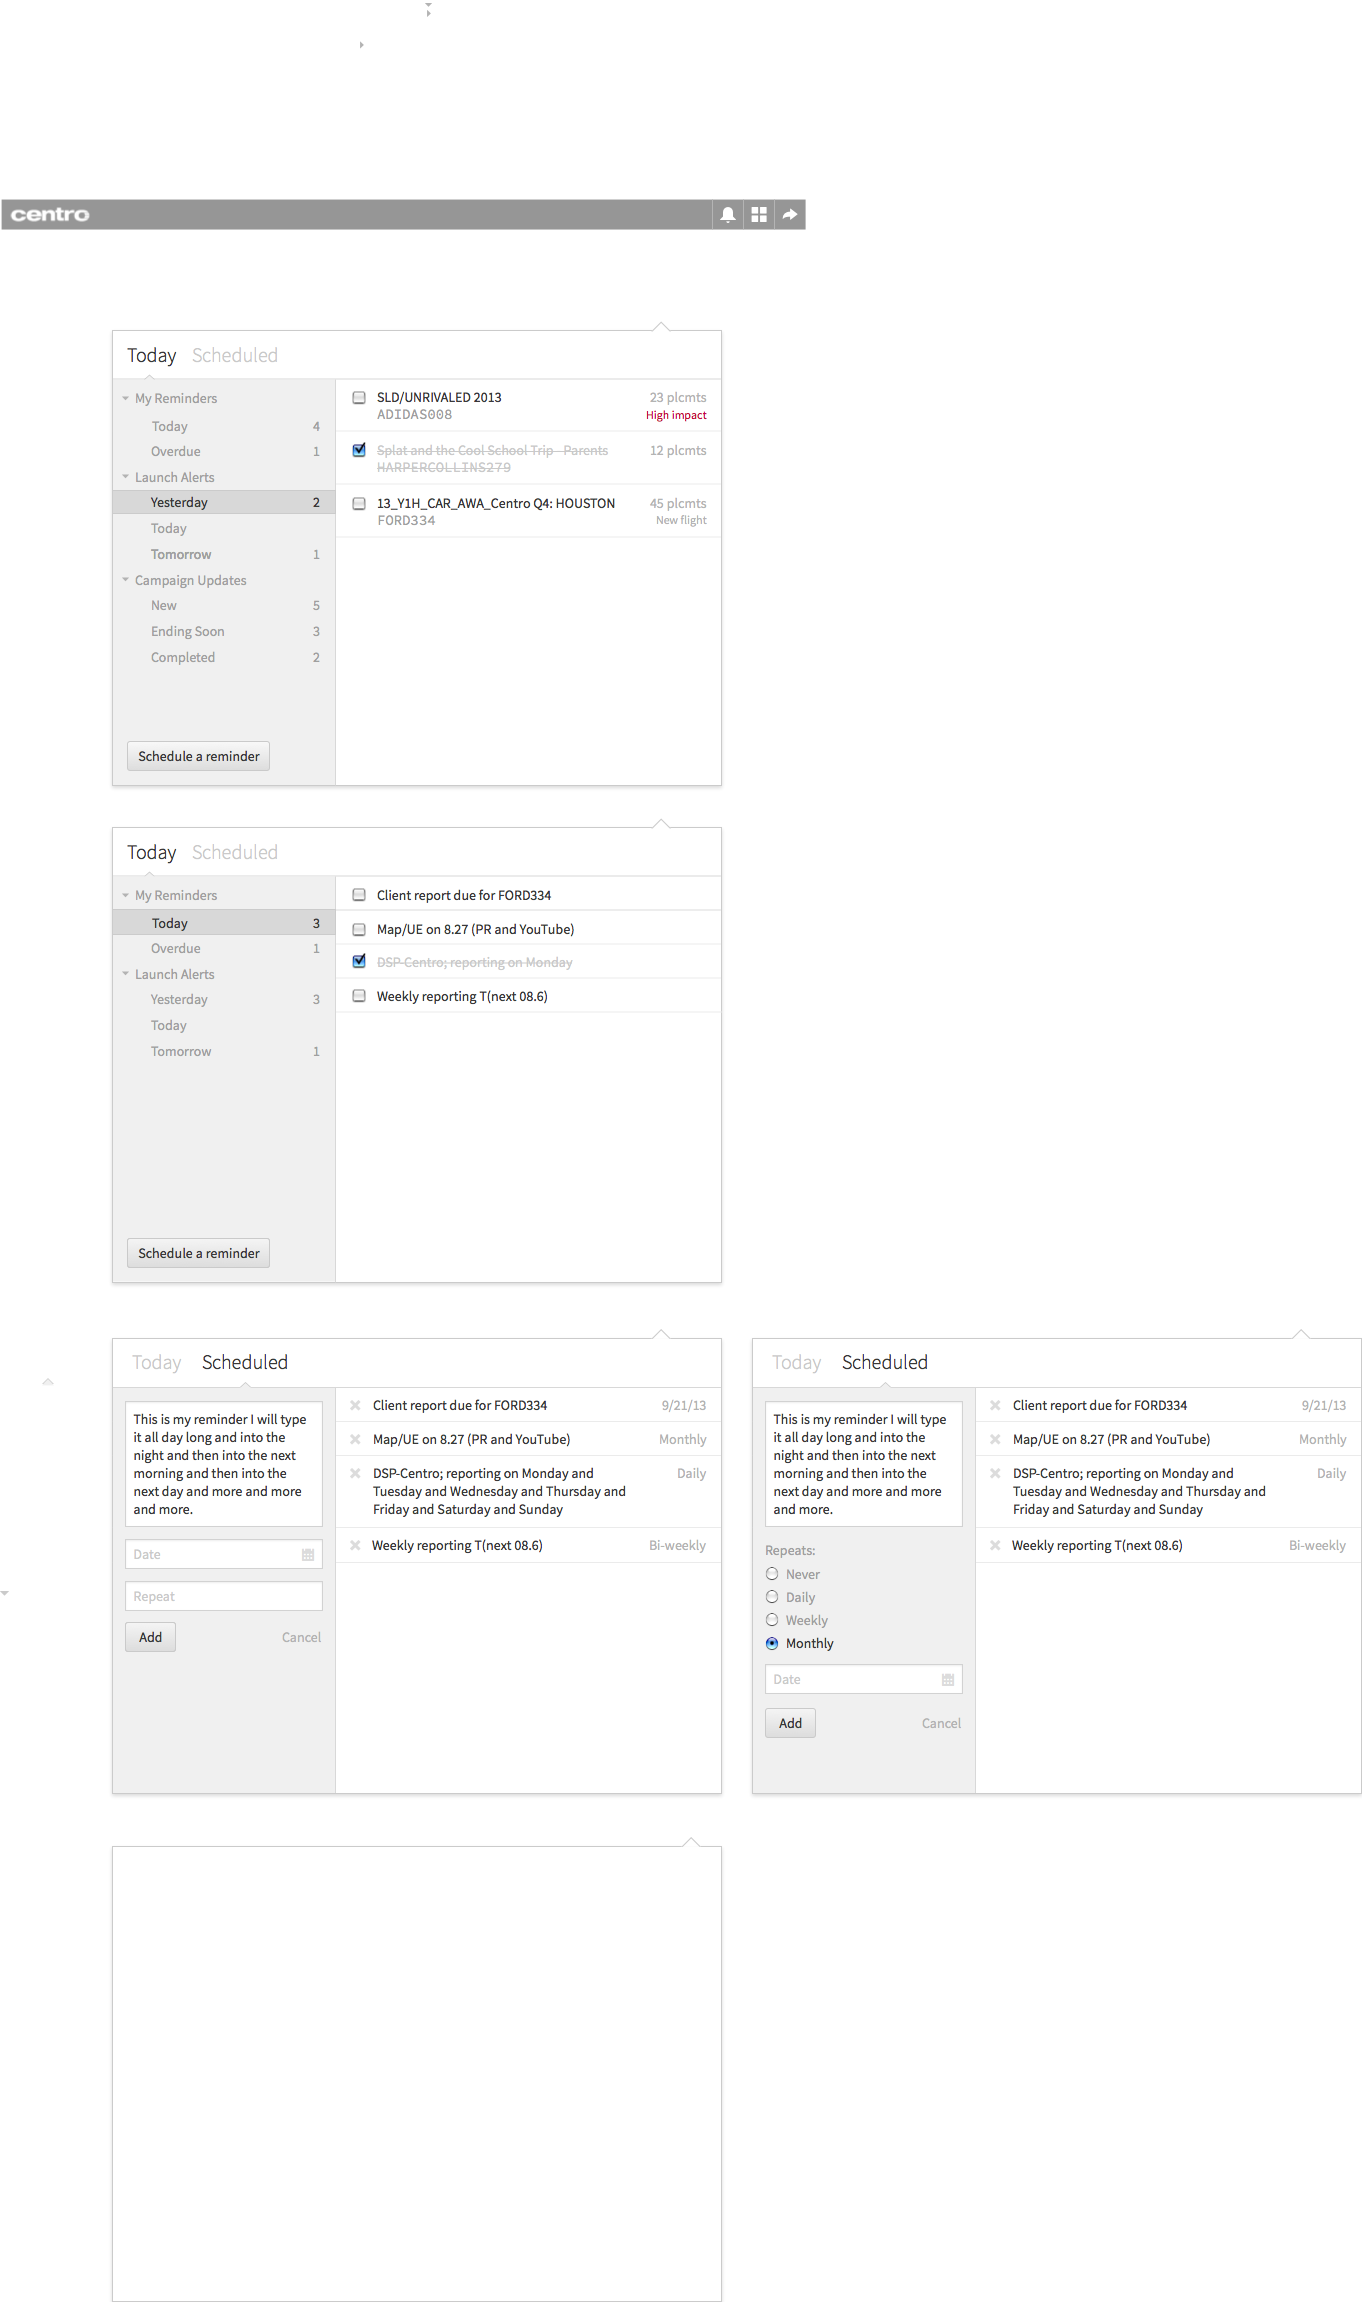 centro
Today Scheduled
My Reminders
Today 4
Overdue 1
Launch Alerts
Yesterday 2
Today
Tomorrow 1
Campaign Updates
New 5
Ending Soon 3
Completed 2
Schedule a reminder
SLD/UNRIVALED 2013 23 plcmts
ADIDAS008 High impact
Splat and the Cool School Trip - Parents 12 plcmts
HARPERCOLLINS279
13_Y1H_CAR_AWA_Centro Q4: HOUSTON 45 plcmts
FORD334 New flight
Today Scheduled
My Reminders
Today 3
Overdue 1
Launch Alerts
Yesterday 3
Today
Tomorrow 1
Schedule a reminder
Client report due for FORD334
Map/UE on 8.27 (PR and YouTube)
DSP-Centro; reporting on Monday
Weekly reporting T(next 08.6)
Today Scheduled
This is my reminder I will type
it all day long and into the
night and then into the next
morning and then into the
next day and more and more
and more.
Date
Repeat
Add Cancel
Client report due for FORD334 9/21/13
Map/UE on 8.27 (PR and YouTube) Monthly
DSP-Centro; reporting on Monday and Daily
Tuesday and Wednesday and Thursday and
Friday and Saturday and Sunday
Weekly reporting T(next 08.6) Bi-weekly
Today Scheduled
This is my reminder I will type
it all day long and into the
night and then into the next
morning and then into the
next day and more and more
and more.
Repeats:
Never
Daily
Weekly
Monthly
Date
Add Cancel
Client report due for FORD334 9/21/13
Map/UE on 8.27 (PR and YouTube) Monthly
DSP-Centro; reporting on Monday and Daily
Tuesday and Wednesday and Thursday and
Friday and Saturday and Sunday
Weekly reporting T(next 08.6) Bi-weekly